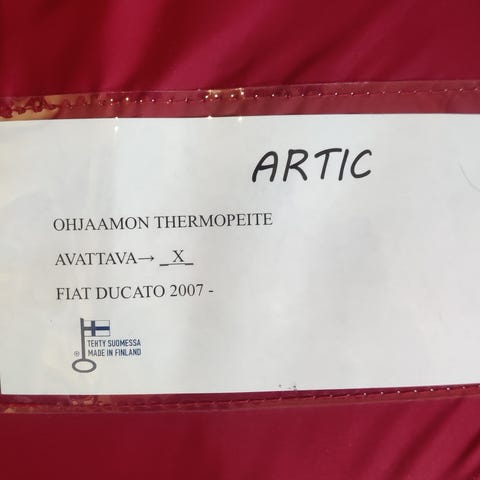 ARTIC
OHJAAMON THERMOPEITE
AVATTAVA→ _X_
FIAT DUCATO 2007 -
TEHTY SUOMESSA
MADE IN FINLAND